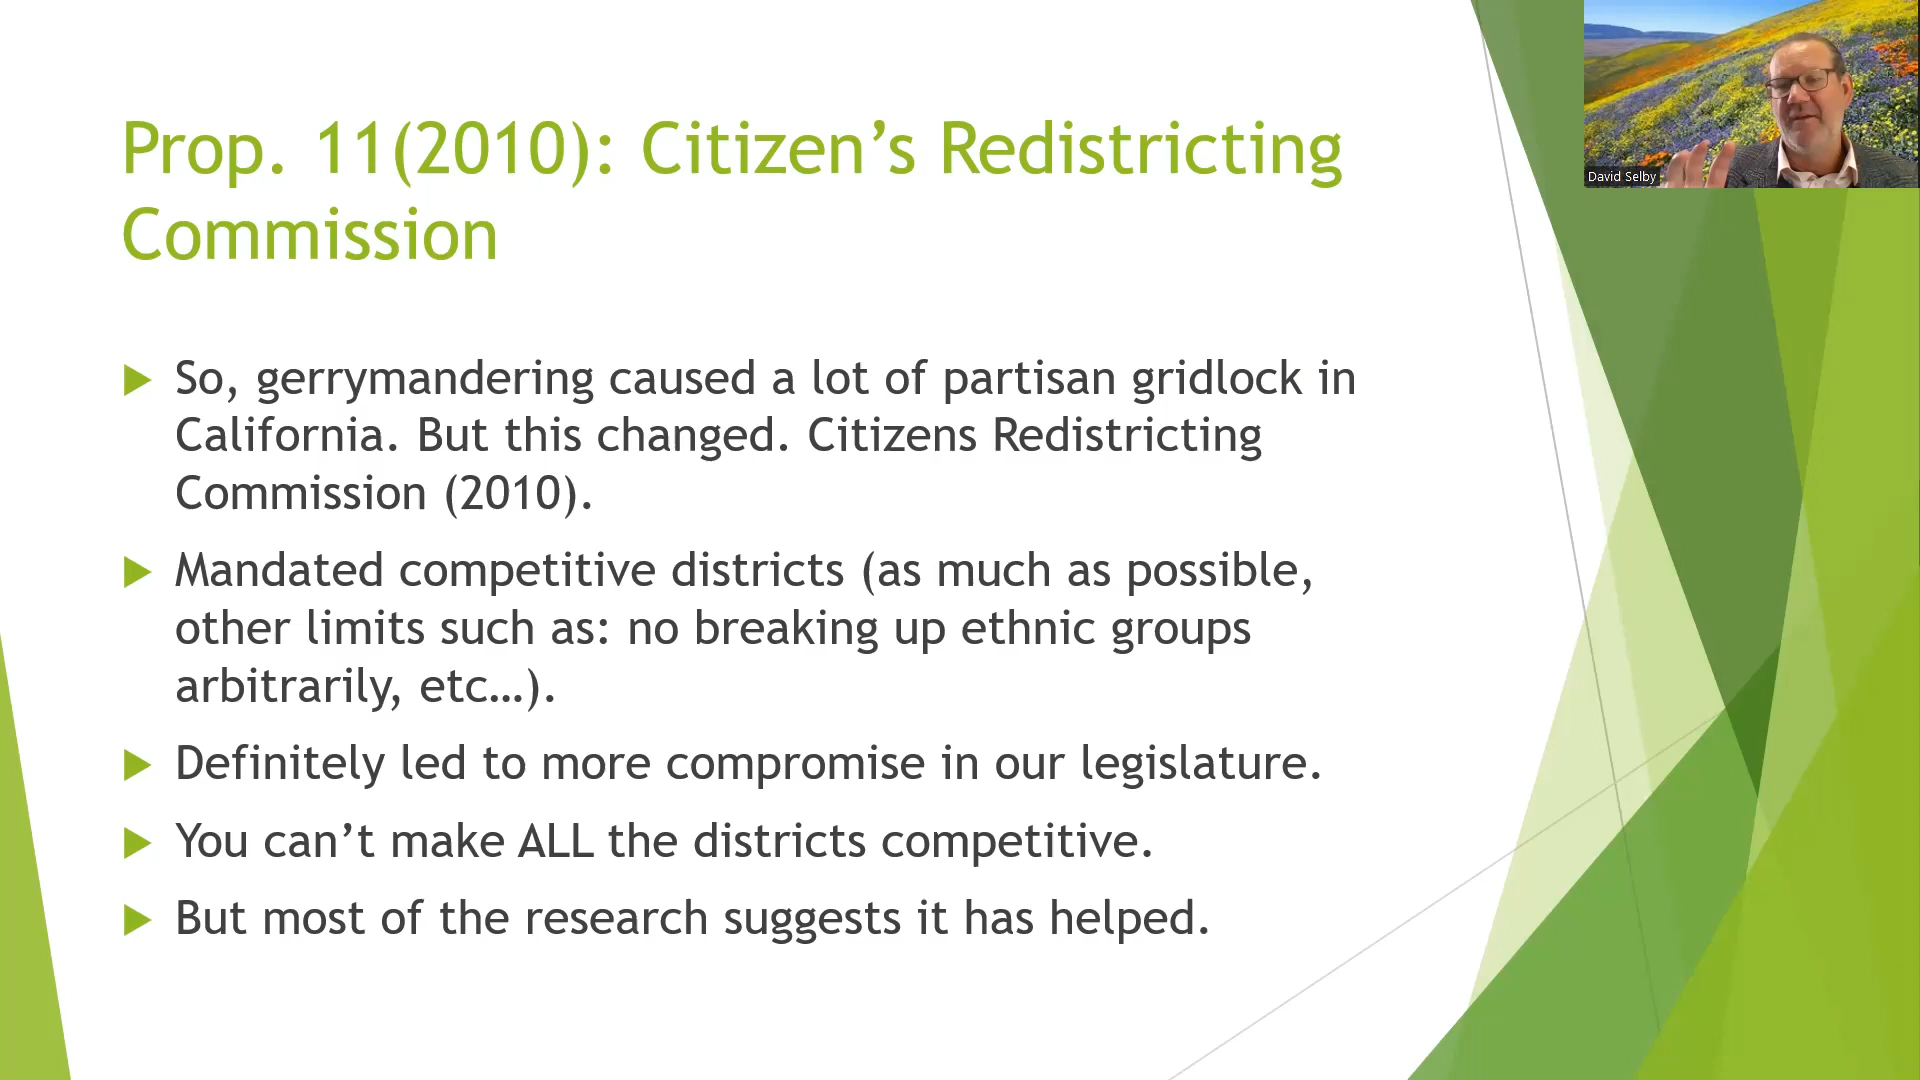 Prop. 11(2010): Citizen’s Redistricting
Commission
So, gerrymandering caused a lot of partisan gridlock in
California. But this changed. Citizens Redistricting
Commission (2010).
Mandated competitive districts (as much as possible,
other limits such as: no breaking up ethnic groups
arbitrarily, etc…).
Definitely led to more compromise in our legislature.
You can’t make ALL the districts competitive.
But most of the research suggests it has helped.
David Selby